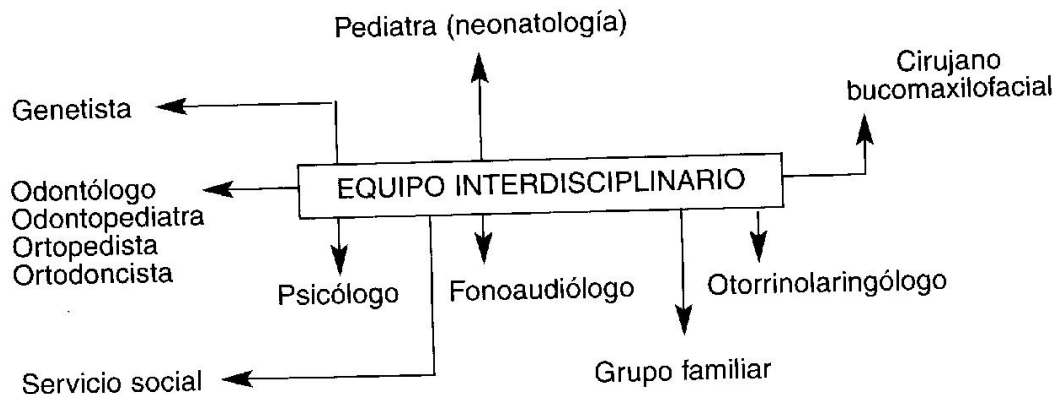 Pediatra (neonatología)
Cirujano
bucomaxilofacial
Genetista
EQUIPO INTERDISCIPLINARIO
Odontólogo
Odontopediatra
Ortopedista
Ortodoncista
Psicólogo
Fonoaudiólogo
Otorrinolaringólogo
Servicio social
Grupo familiar